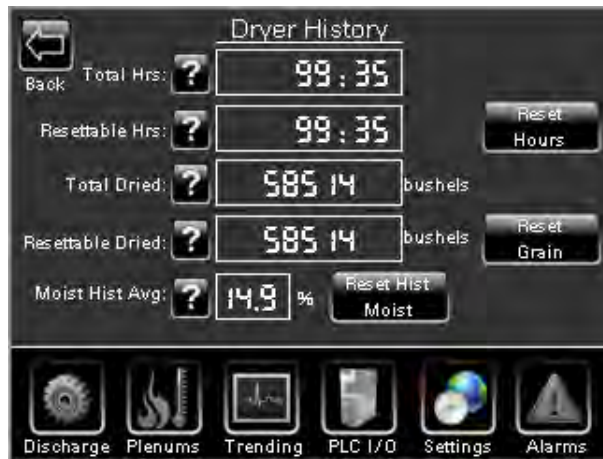 Dryer History
Back
Total Hrs: ? 99:35
Resettable Hrs: ? 99:35 Reset Hours
Total Dried: ? 58514 bushels
Resettable Dried: ? 58514 bushels Reset Grain
Moist Hist Avg: ? 14.9 % Reset Hist Moist
Discharge Plenums Trending PLC I/O Settings Alarms